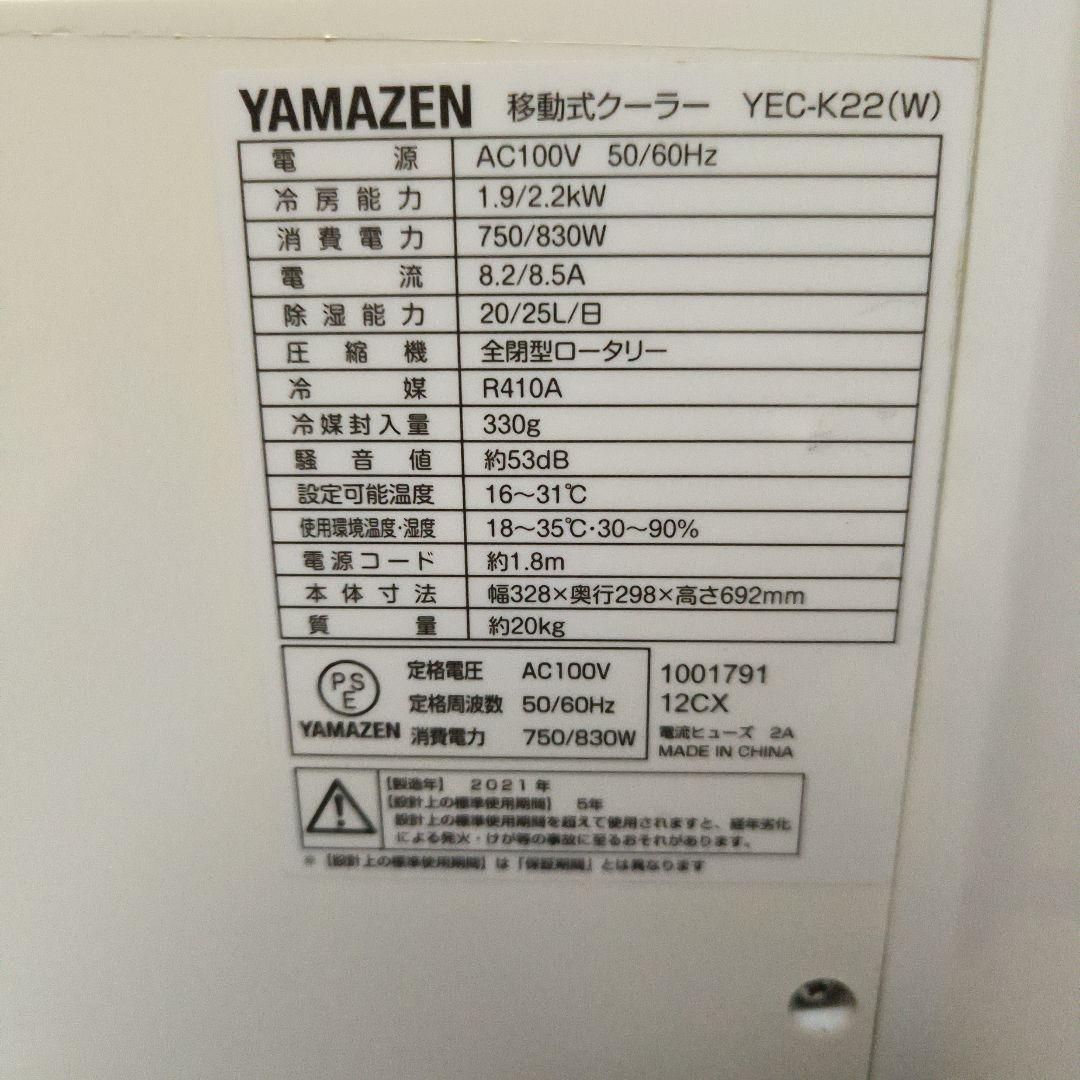 YAMAZEN 移動式クーラー YEC-K22(W)
電源 AC100V 50/60Hz
冷房能力 1.9/2.2kW
消費電力 750/830W
電流 8.2/8.5A
除湿能力 20/25L/日
圧縮機 全閉型ロータリー
冷媒 R410A
冷媒封入量 330g
騒音値 約53dB
設定可能温度 16〜31℃
使用環境温度・湿度 18〜35℃・30〜90%
電源コード 約1.8m
本体寸法 幅328×奥行298×高さ692mm
質量 約20kg
PSE
YAMAZEN
定格電圧 AC100V
定格周波数 50/60Hz
消費電力 750/830W
1001791
12CX
電流ヒューズ 2A
MADE IN CHINA
【製造年】 2021年
【設計上の標準使用期間】 5年
設計上の標準使用期間を超えて使用されますと、経年劣化
による発火・けが等の事故に至るおそれがあります。
※【設計上の標準使用期間】は「保証期間」とは異なります